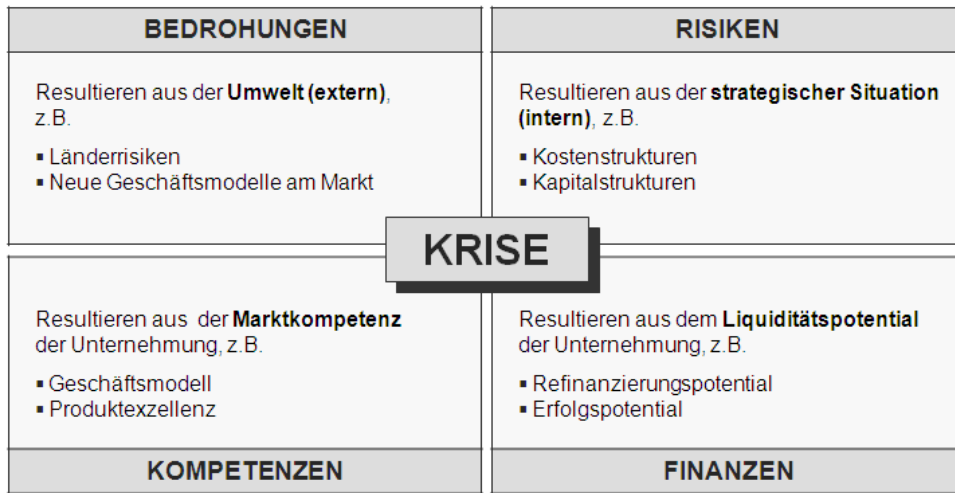 BEDROHUNGEN
Resultieren aus der Umwelt (extern),
z.B.
▪ Länderrisiken
▪ Neue Geschäftsmodelle am Markt
RISIKEN
Resultieren aus der strategischer Situation
(intern), z.B.
▪ Kostenstrukturen
▪ Kapitalstrukturen
KRISE
Resultieren aus der Marktkompetenz
der Unternehmung, z.B.
▪ Geschäftsmodell
▪ Produktexzellenz
KOMPETENZEN
Resultieren aus dem Liquiditätspotential
der Unternehmung, z.B.
▪ Refinanzierungspotential
▪ Erfolgspotential
FINANZEN